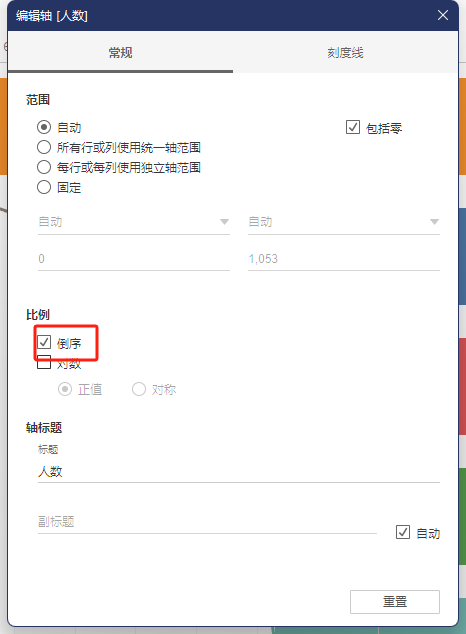 编辑轴 [人数]
常规
刻度线
范围
自动
包括零
所有行或列使用统一轴范围
每行或每列使用独立轴范围
固定
自动
自动
0
1,053
比例
倒序
对数
正值
对称
轴标题
标题
人数
副标题
自动
重置